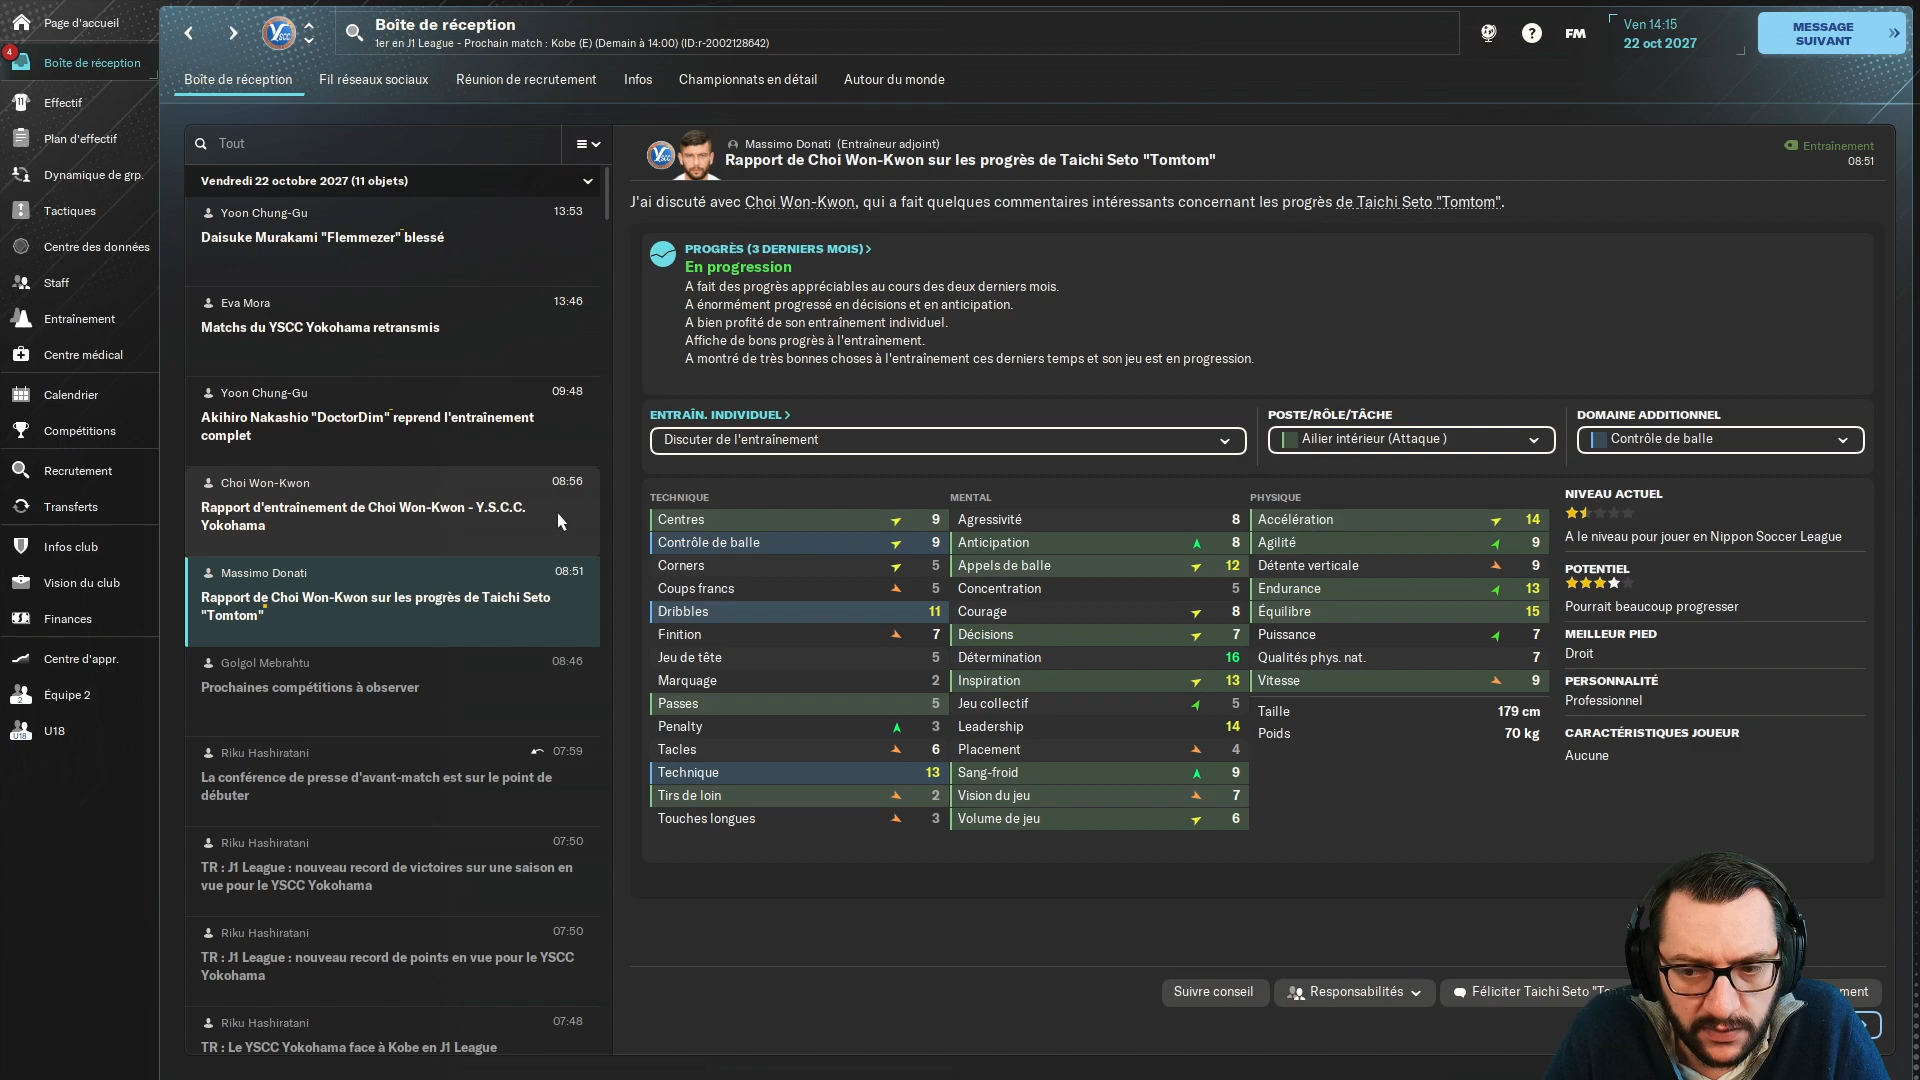 Page d'accueil
4
Boîte de réception
Effectif
Plan d'effectif
Dynamique de grp.
Tactiques
Centre des données
Staff
Entraînement
Centre médical
Calendrier
Compétitions
Recrutement
Transferts
Infos club
Vision du club
Finances
Centre d'appr.
Équipe 2
U18
Boîte de réception
1er en J1 League - Prochain match : Kobe (E) (Demain à 14:00) (ID:r-2002128642)
FM
Ven 14:15
22 oct 2027
MESSAGE
SUIVANT
Boîte de réception
Fil réseaux sociaux
Réunion de recrutement
Infos
Championnats en détail
Autour du monde
Tout
Vendredi 22 octobre 2027 (11 objets)
Yoon Chung-Gu 13:53
Daisuke Murakami "Flemmezer" blessé
Eva Mora 13:46
Matchs du YSCC Yokohama retransmis
Yoon Chung-Gu 09:48
Akihiro Nakashio "DoctorDim" reprend l'entraînement
complet
Choi Won-Kwon 08:56
Rapport d'entraînement de Choi Won-Kwon - Y.S.C.C.
Yokohama
Massimo Donati 08:51
Rapport de Choi Won-Kwon sur les progrès de Taichi Seto
"Tomtom"
Golgol Mebrahtu 08:46
Prochaines compétitions à observer
Riku Hashiratani 07:59
La conférence de presse d'avant-match est sur le point de
débuter
Riku Hashiratani 07:50
TR : J1 League : nouveau record de victoires sur une saison en
vue pour le YSCC Yokohama
Riku Hashiratani 07:50
TR : J1 League : nouveau record de points en vue pour le YSCC
Yokohama
Riku Hashiratani 07:48
TR : Le YSCC Yokohama face à Kobe en J1 League
Massimo Donati (Entraîneur adjoint)
Rapport de Choi Won-Kwon sur les progrès de Taichi Seto "Tomtom"
Entraînement
08:51
J'ai discuté avec Choi Won-Kwon, qui a fait quelques commentaires intéressants concernant les progrès de Taichi Seto "Tomtom".
PROGRÈS (3 DERNIERS MOIS)
En progression
A fait des progrès appréciables au cours des deux derniers mois.
A énormément progressé en décisions et en anticipation.
A bien profité de son entraînement individuel.
Affiche de bons progrès à l'entraînement.
A montré de très bonnes choses à l'entraînement ces derniers temps et son jeu est en progression.
ENTRAÎN. INDIVIDUEL
Discuter de l'entraînement
POSTE/RÔLE/TÂCHE
Ailier intérieur (Attaque )
DOMAINE ADDITIONNEL
Contrôle de balle
TECHNIQUE
Centres 9
Contrôle de balle 9
Corners 5
Coups francs 5
Dribbles 11
Finition 7
Jeu de tête 5
Marquage 2
Passes 5
Penalty 3
Tacles 6
Technique 13
Tirs de loin 2
Touches longues 3
MENTAL
Agressivité 8
Anticipation 8
Appels de balle 12
Concentration 5
Courage 8
Décisions 7
Détermination 16
Inspiration 13
Jeu collectif 5
Leadership 14
Placement 4
Sang-froid 9
Vision du jeu 7
Volume de jeu 6
PHYSIQUE
Accélération 14
Agilité 9
Détente verticale 9
Endurance 13
Équilibre 15
Puissance 7
Qualités phys. nat. 7
Vitesse 9
Taille 179 cm
Poids 70 kg
NIVEAU ACTUEL
A le niveau pour jouer en Nippon Soccer League
POTENTIEL
Pourrait beaucoup progresser
MEILLEUR PIED
Droit
PERSONNALITÉ
Professionnel
CARACTÉRISTIQUES JOUEUR
Aucune
Suivre conseil
Responsabilités
Féliciter Taichi Seto
ment